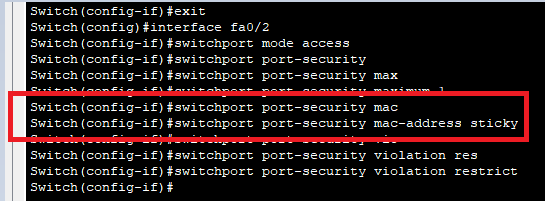 Switch(config-if)#exit
Switch(config)#interface fa0/2
Switch(config-if)#switchport mode access
Switch(config-if)#switchport port-security
Switch(config-if)#switchport port-security max
Switch(config-if)#switchport port-security maximum 1
Switch(config-if)#switchport port-security mac
Switch(config-if)#switchport port-security mac-address sticky
Switch(config-if)#switchport port-security vio
Switch(config-if)#switchport port-security violation res
Switch(config-if)#switchport port-security violation restrict
Switch(config-if)#